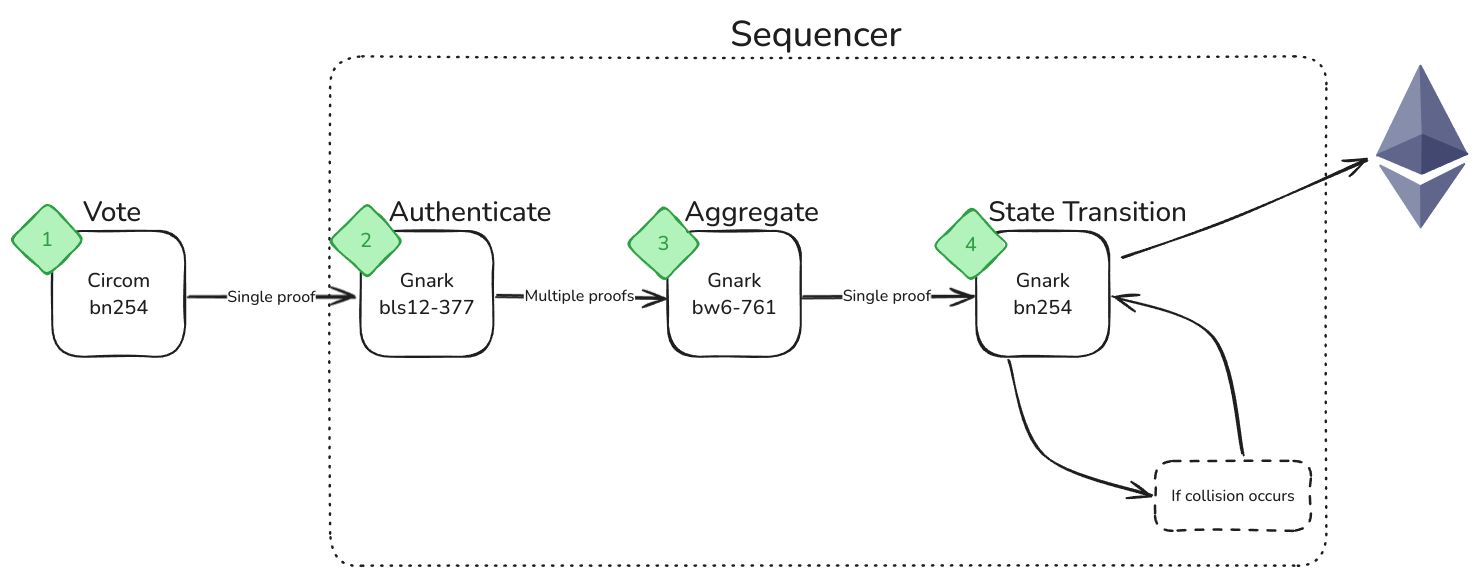 Sequencer
1
Vote
Circom
bn254
Single proof
2
Authenticate
Gnark
bls12-377
Multiple proofs
3
Aggregate
Gnark
bw6-761
Single proof
4
State Transition
Gnark
bn254
If collision occurs